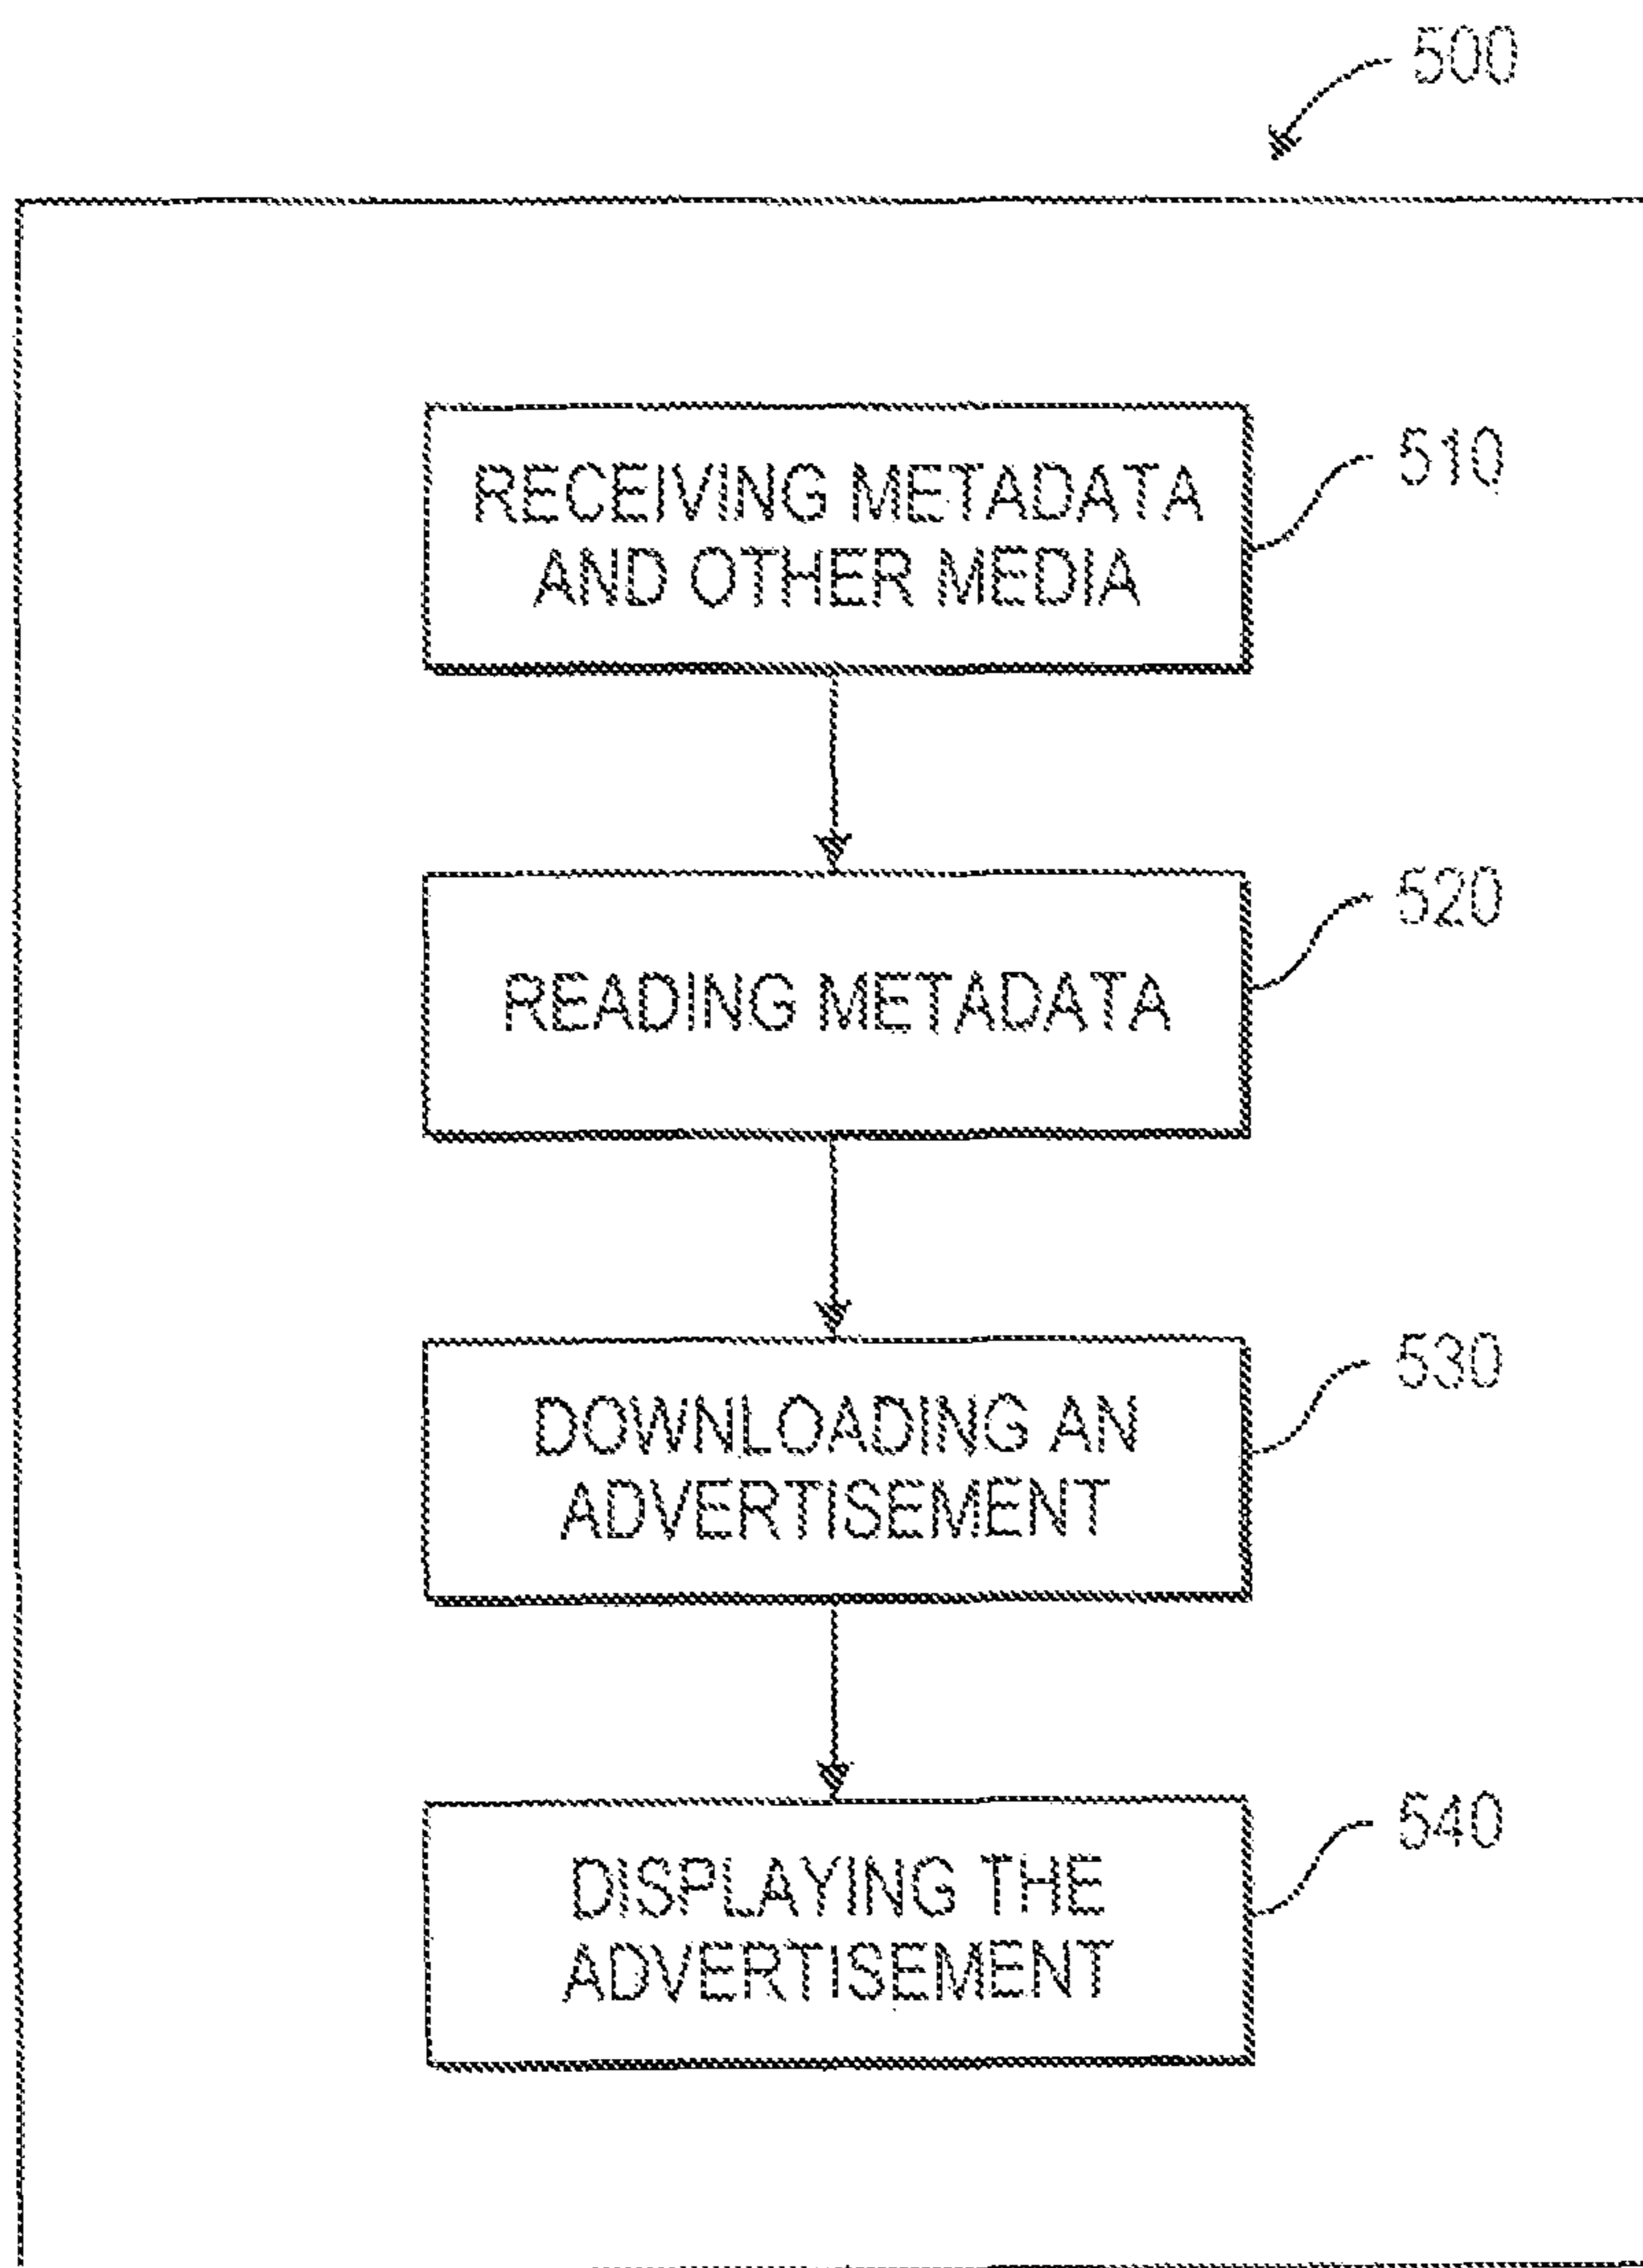 500
RECEIVING METADATA
AND OTHER MEDIA
510
READING METADATA
520
DOWNLOADING AN
ADVERTISEMENT
530
DISPLAYING THE
ADVERTISEMENT
540